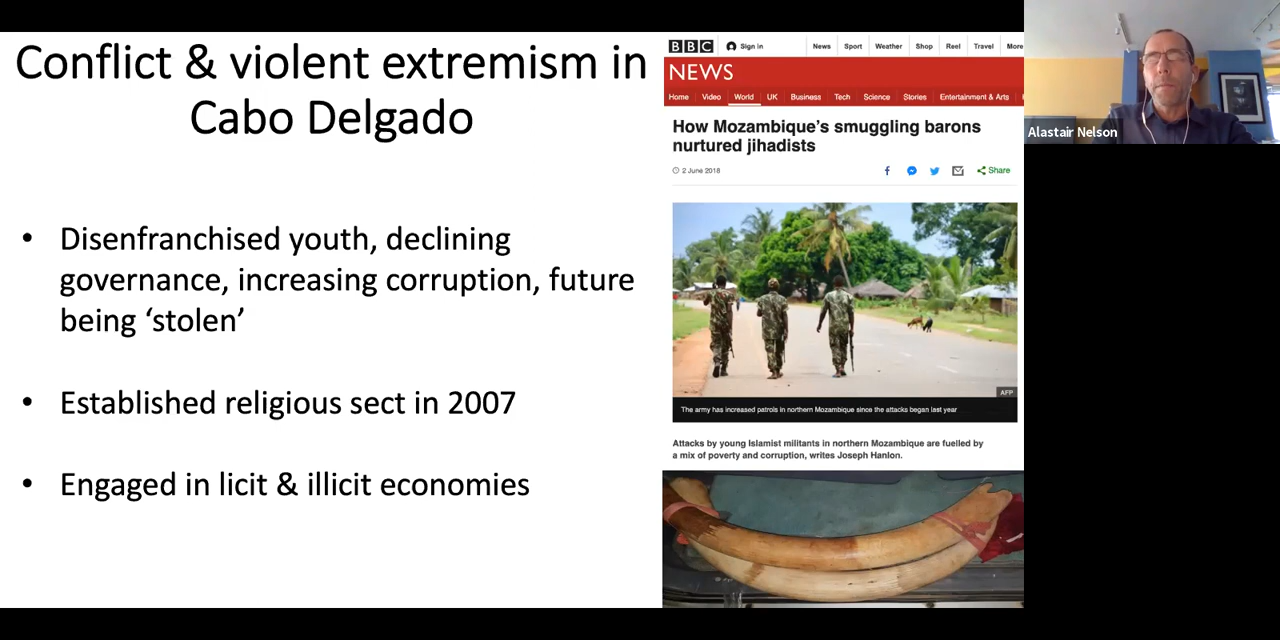 Conflict & violent extremism in
Cabo Delgado
• Disenfranchised youth, declining
governance, increasing corruption, future
being ‘stolen’
• Established religious sect in 2007
• Engaged in licit & illicit economies
BBC Sign in News Sport Weather Shop Reel Travel More
NEWS
Home Video World UK Business Tech Science Stories Entertainment & Arts
How Mozambique's smuggling barons
nurtured jihadists
2 June 2018 Share
AFP
The army has increased patrols in northern Mozambique since the attacks began last year
Attacks by young Islamist militants in northern Mozambique are fuelled by
a mix of poverty and corruption, writes Joseph Hanlon.
Alastair Nelson